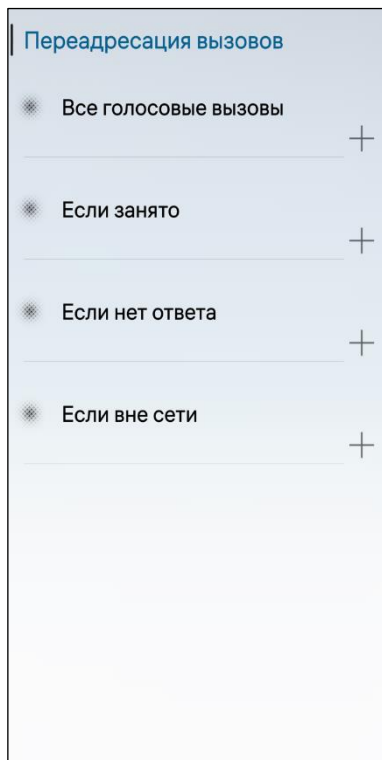 Переадресация вызовов
Все голосовые вызовы
Если занято
Если нет ответа
Если вне сети